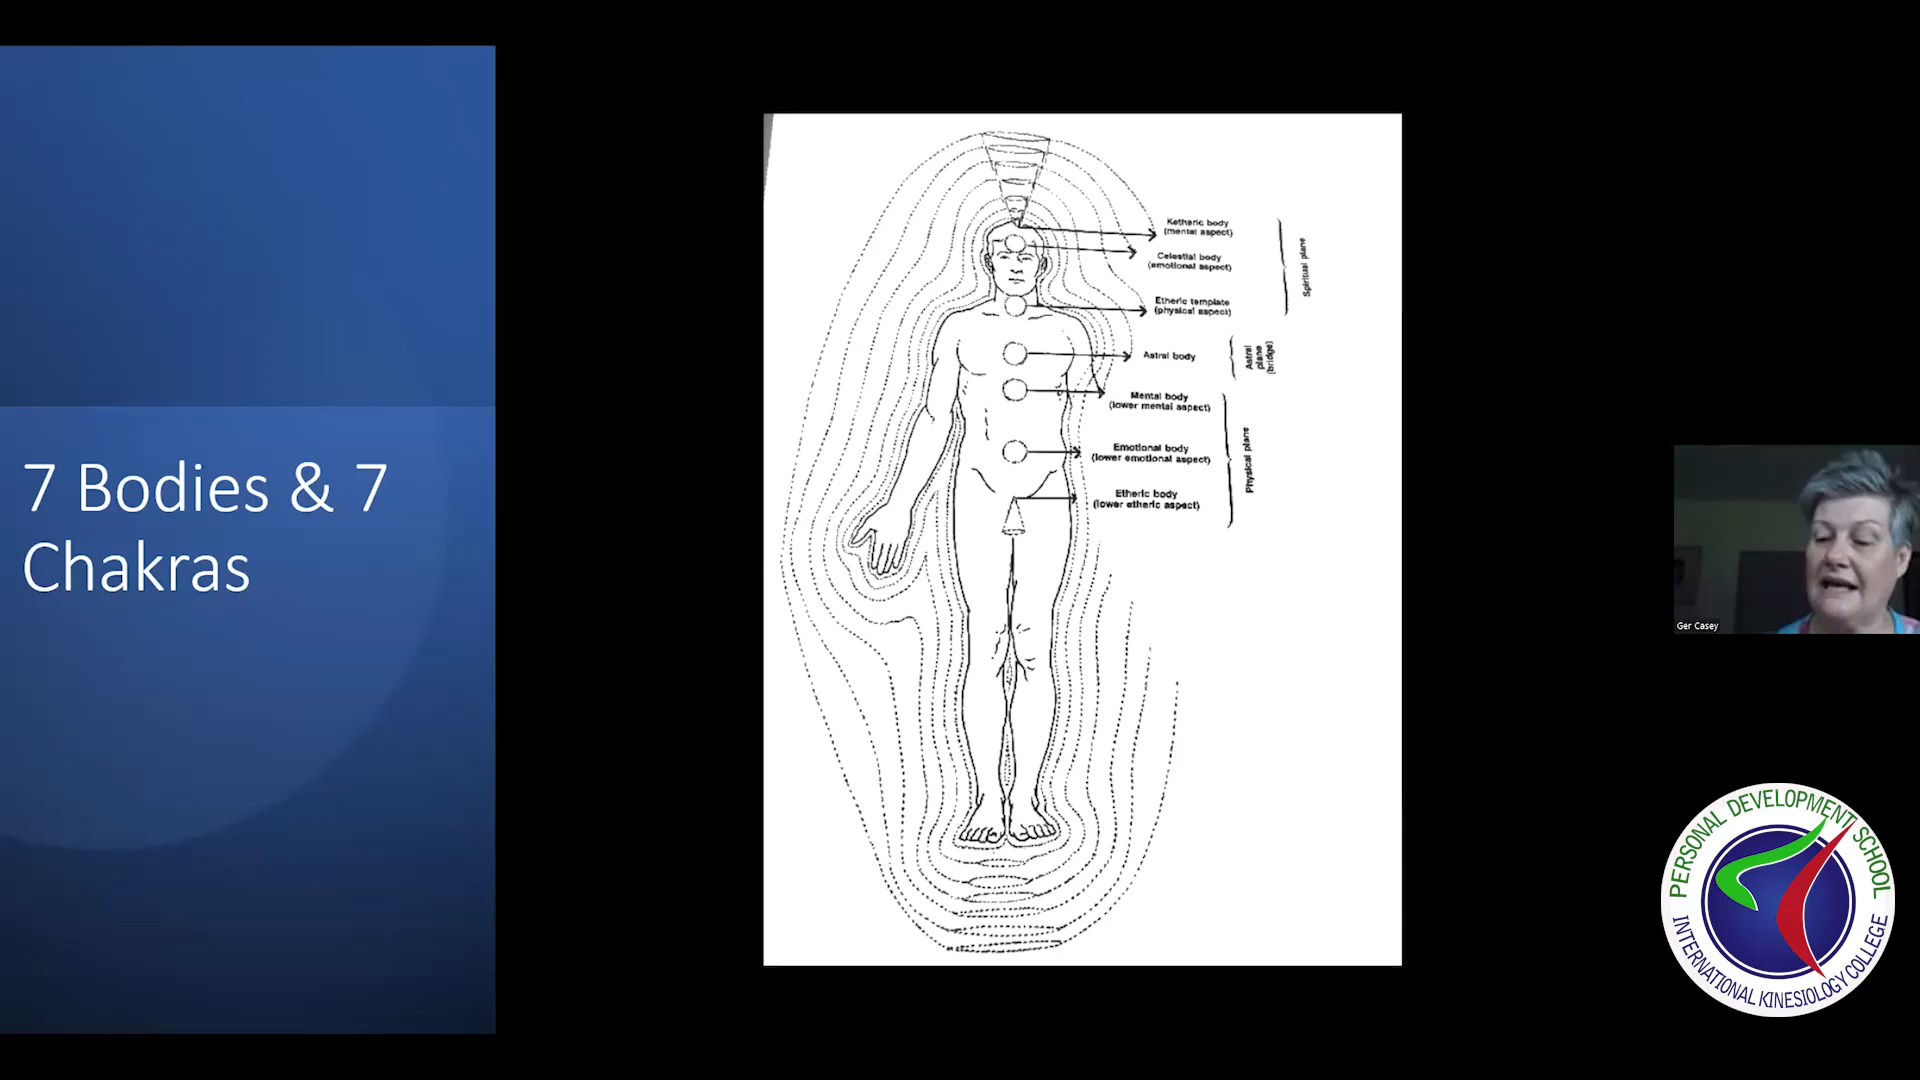 7 Bodies & 7
Chakras
Ketheric body
(mental aspect)
Celestial body
(emotional aspect)
Etheric template
(physical aspect)
Spiritual plane
Astral body
Astral
plane
(bridge)
Mental body
(lower mental aspect)
Emotional body
(lower emotional aspect)
Etheric body
(lower etheric aspect)
Physical plane
Ger Casey
PERSONAL DEVELOPMENT SCHOOL
INTERNATIONAL KINESIOLOGY COLLEGE